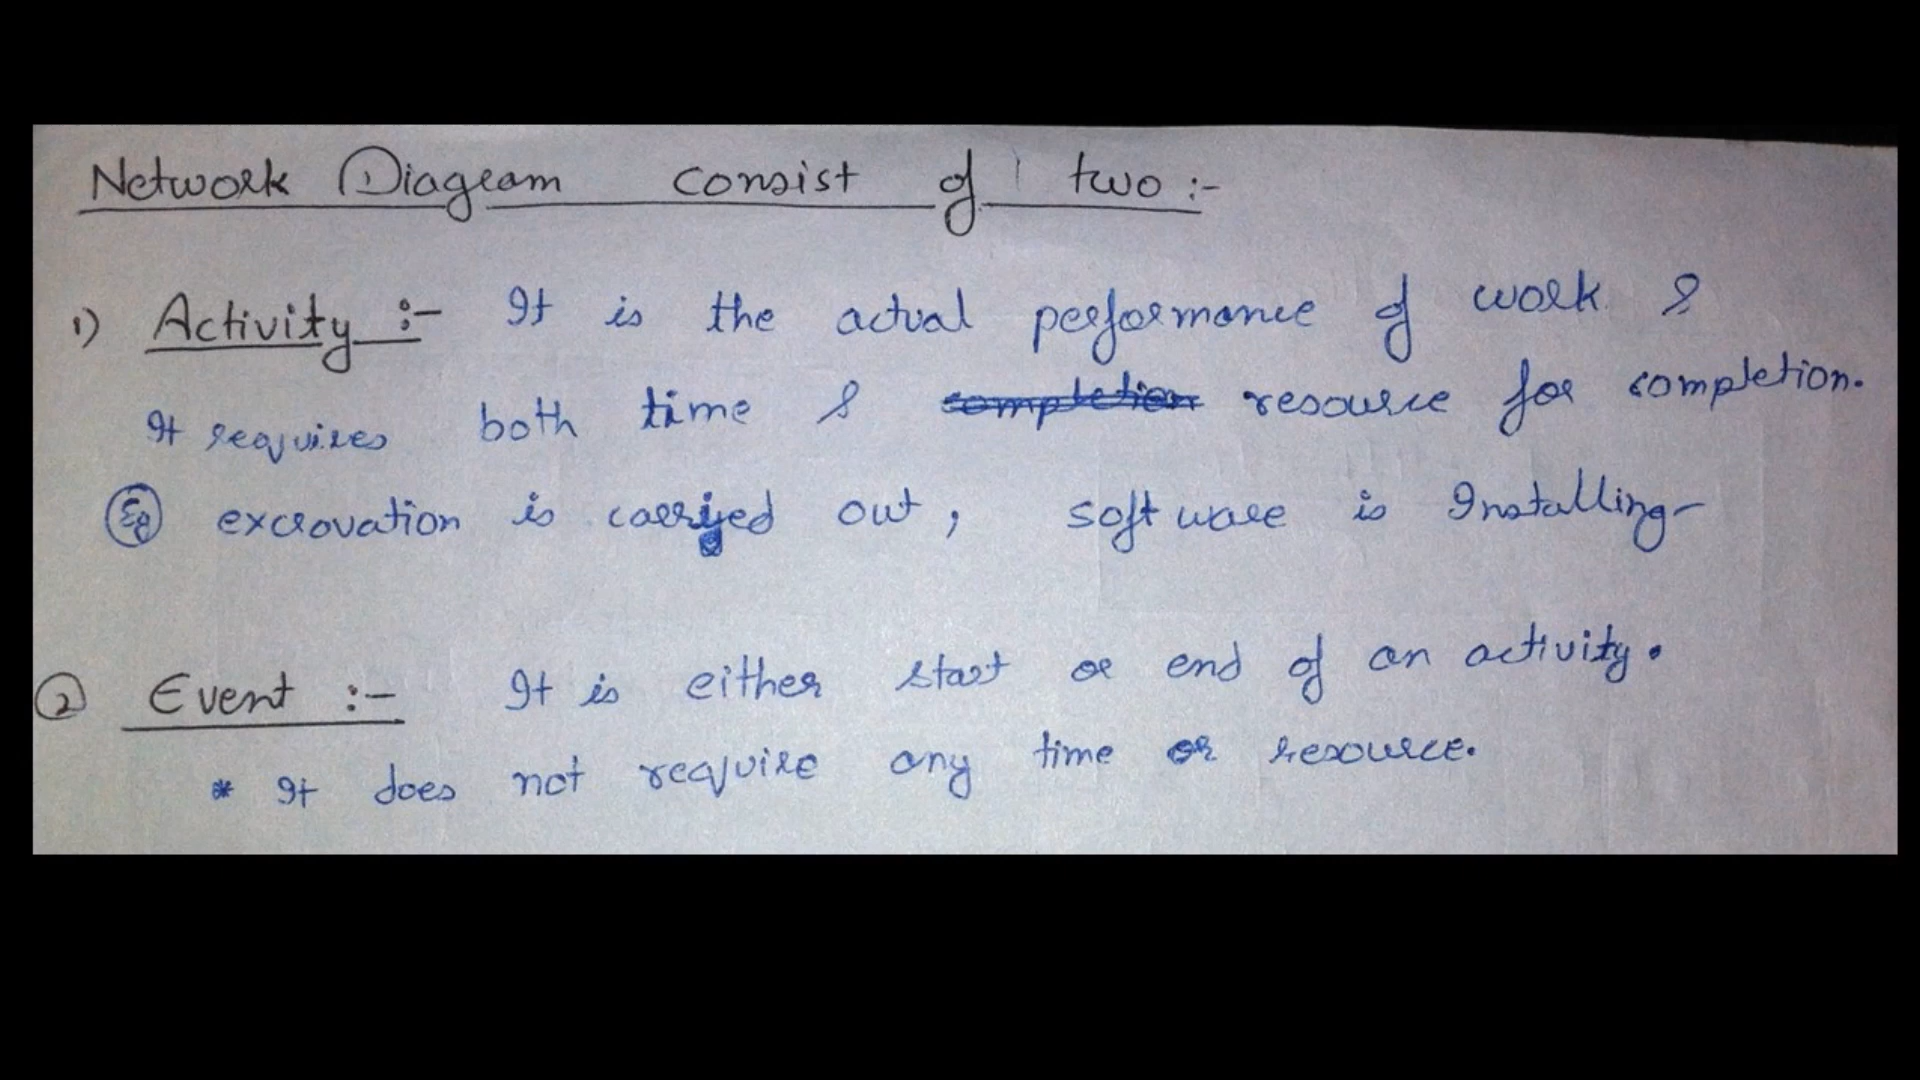 Network Diagram consist of two :-
1) Activity :- It is the actual performance of work &
It requires both time & completion resource for completion.
Eg excavation is carried out, software is Installing-
2 Event :- It is either start or end of an activity.
* It does not require any time or resource.